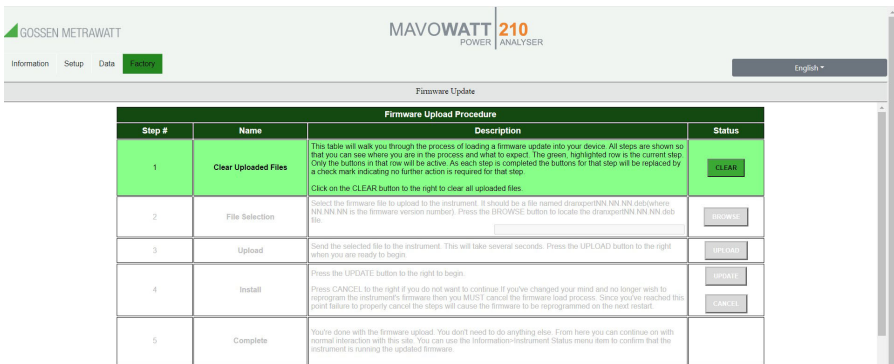 GOSSEN METRAWATT
MAVOWATT 210
POWER ANALYSER
Information Setup Data Factory
English
Firmware Update
Firmware Upload Procedure
Step # Name Description Status
1 Clear Uploaded Files
This table will walk you through the process of loading a firmware update into your device. All steps are shown so
that you can see where you are in the process and what to expect. The green, highlighted row is the current step.
Only the buttons in that row will be active. As each step is completed the buttons for that step will be replaced by
a check mark indicating no further action is required for that step.
Click on the CLEAR button to the right to clear all uploaded files.
CLEAR
2 File Selection
Select the firmware file to upload to the instrument. It should be a file named dranxpertNN.NN.NN.deb(where
NN.NN.NN is the firmware version number). Press the BROWSE button to locate the dranxpertNN.NN.NN.deb
file.
BROWSE
3 Upload
Send the selected file to the instrument. This will take several seconds. Press the UPLOAD button to the right
when you are ready to begin.
UPLOAD
4 Install
Press the UPDATE button to the right to begin.
Press CANCEL to the right if you do not want to continue If you've changed your mind and no longer wish to
reprogram the instrument's firmware then you MUST cancel the firmware load process. Since you've reached this
point failure to properly cancel the steps will cause the firmware to be reprogrammed on the next restart.
UPDATE
CANCEL
5 Complete
You're done with the firmware upload. You don't need to do anything else. From here you can continue on with
normal interaction with this site. You can use the Information>Instrument Status menu item to confirm that the
instrument is running the updated firmware.